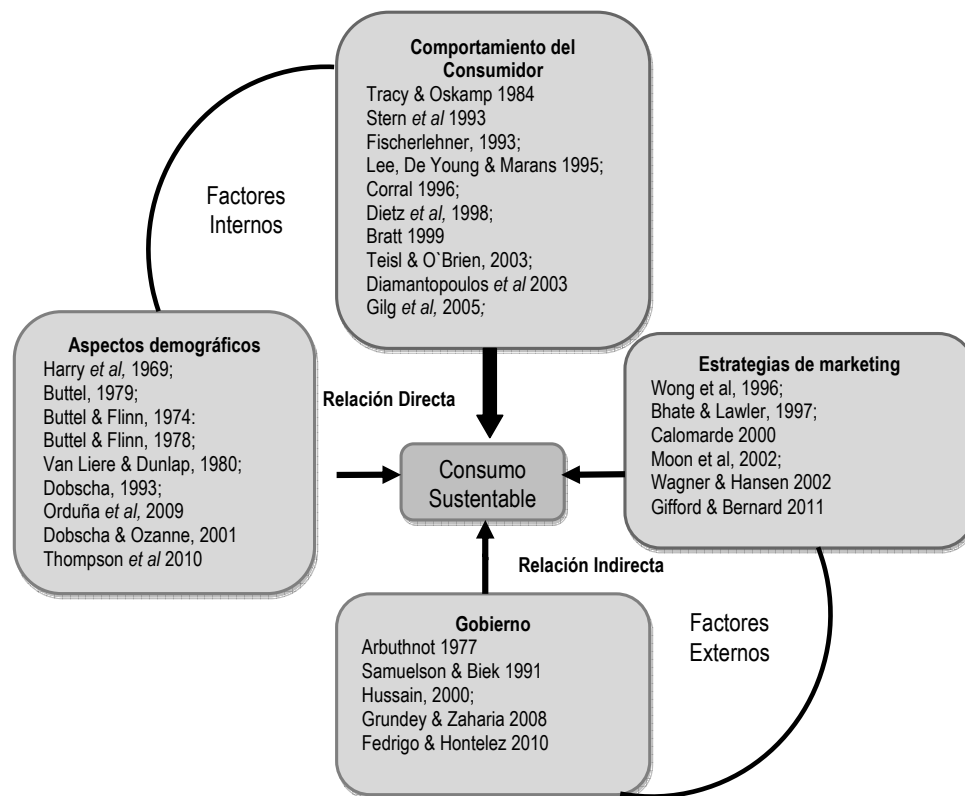 Comportamiento del
Consumidor
Tracy & Oskamp 1984
Stern et al 1993
Fischerlehner, 1993;
Lee, De Young & Marans 1995;
Corral 1996;
Dietz et al, 1998;
Bratt 1999
Teisl & O`Brien, 2003;
Diamantopoulos et al 2003
Gilg et al, 2005;
Factores
Internos
Aspectos demográficos
Harry et al, 1969;
Buttel, 1979;
Buttel & Flinn, 1974:
Buttel & Flinn, 1978;
Van Liere & Dunlap, 1980;
Dobscha, 1993;
Orduña et al, 2009
Dobscha & Ozanne, 2001
Thompson et al 2010
Relación Directa
Consumo
Sustentable
Estrategias de marketing
Wong et al, 1996;
Bhate & Lawler, 1997;
Calomarde 2000
Moon et al, 2002;
Wagner & Hansen 2002
Gifford & Bernard 2011
Relación Indirecta
Gobierno
Arbuthnot 1977
Samuelson & Biek 1991
Hussain, 2000;
Grundey & Zaharia 2008
Fedrigo & Hontelez 2010
Factores
Externos